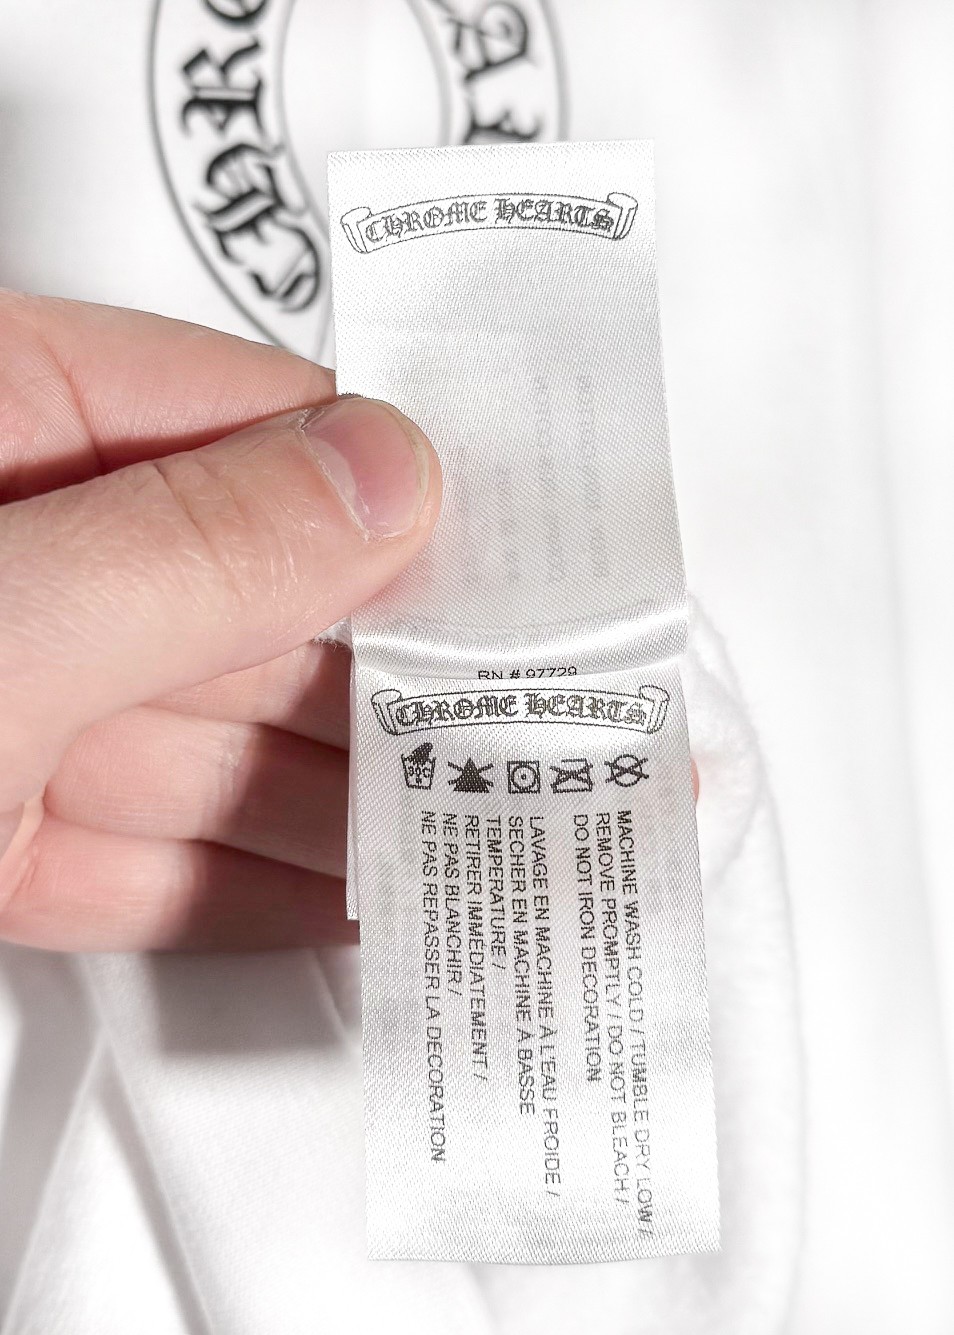 CHROME HEARTS
RN # 97729
CHROME HEARTS
30C
MACHINE WASH COLD / TUMBLE DRY LOW /
REMOVE PROMPTLY / DO NOT BLEACH /
DO NOT IRON DECORATION
LAVAGE EN MACHINE À L'EAU FROIDE /
SECHER EN MACHINE À BASSE
TEMPERATURE /
RETIRER IMMÉDIATEMENT /
NE PAS BLANCHIR /
NE PAS REPASSER LA DECORATION